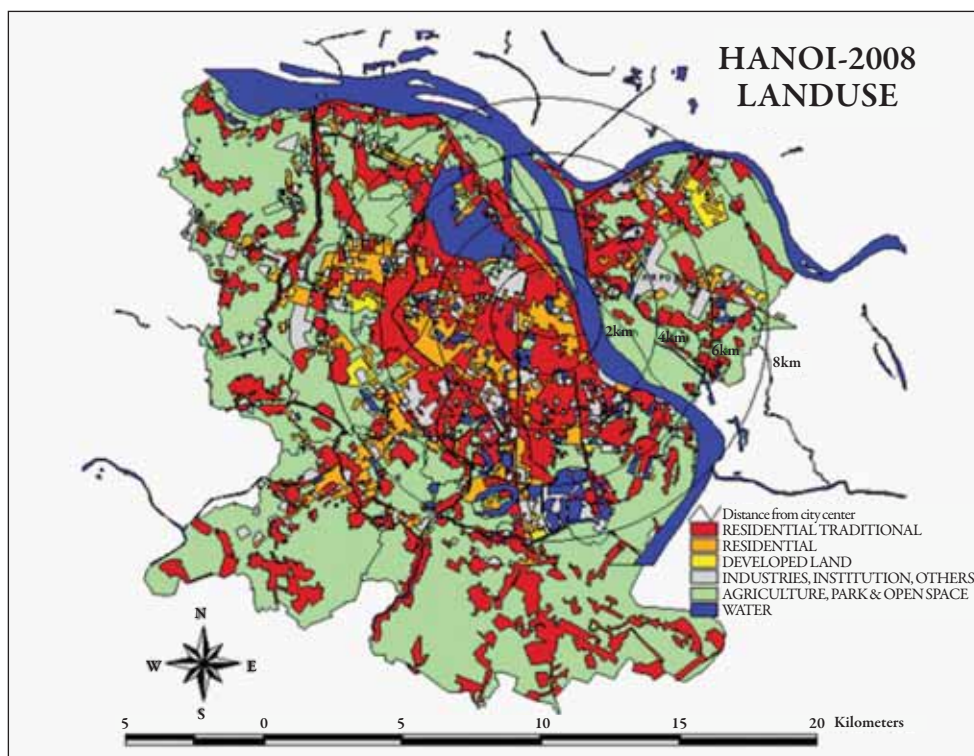 HANOI-2008
LANDUSE
2km
4km
6km
8km
Distance from city center
RESIDENTIAL TRADITIONAL
RESIDENTIAL
DEVELOPED LAND
INDUSTRIES, INSTITUTION, OTHERS
AGRICULTURE, PARK & OPEN SPACE
WATER
N
W E
S
5 0 5 10 15 20 Kilometers